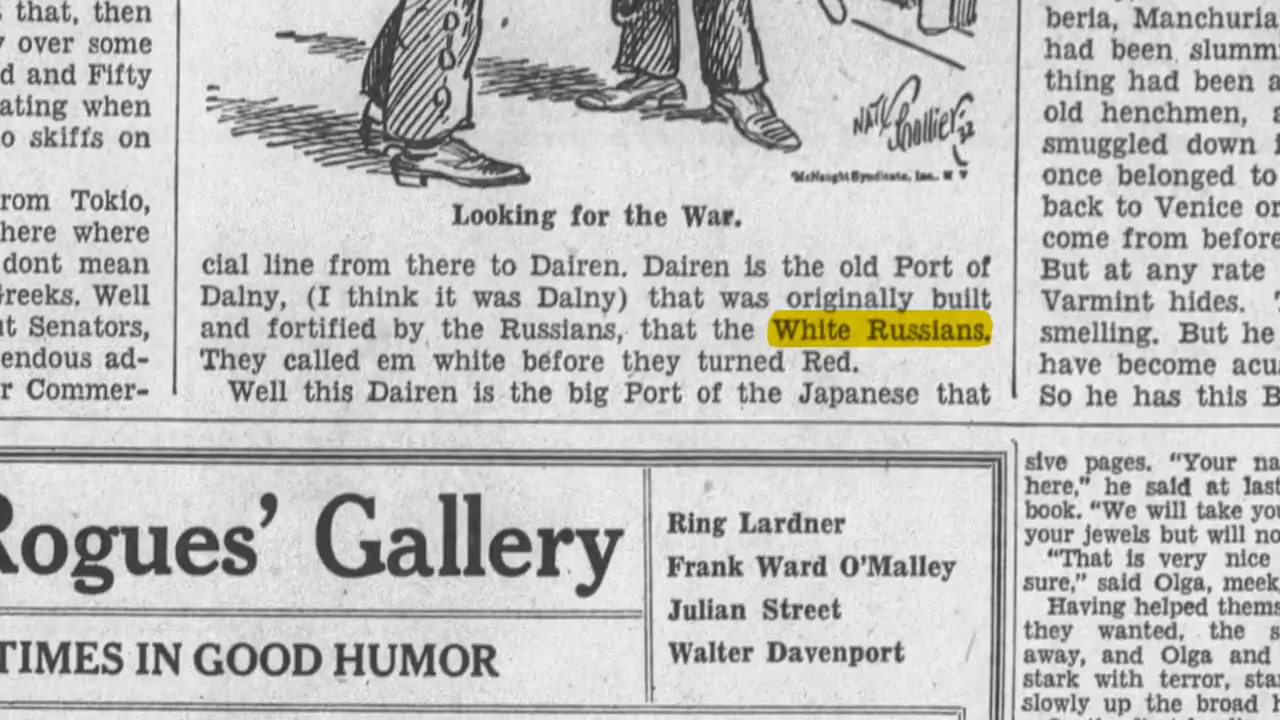 that, then
over some
d and Fifty
ating when
o skiffs on
rom Tokio,
here where
dont mean
Greeks. Well
t Senators,
endous ad-
r Commer-
NATE Collier
McNaught Syndicate, Inc.
Looking for the War.
cial line from there to Dairen. Dairen is the old Port of
Dalny, (I think it was Dalny) that was originally built
and fortified by the Russians, that the White Russians.
They called em white before they turned Red.
Well this Dairen is the big Port of the Japanese that
beria, Manchuria
had been slumm
thing had been a
old henchmen,
smuggled down
once belonged to
back to Venice or
come from before
But at any rate
Varmint hides.
smelling. But he
have become acu
So he has this B
Rogues' Gallery
TIMES IN GOOD HUMOR
Ring Lardner
Frank Ward O'Malley
Julian Street
Walter Davenport
sive pages. "Your na
here," he said at last
book. "We will take you
your jewels but will no
"That is very nice
sure," said Olga, meek
Having helped thems
they wanted, the s
away, and Olga and
stark with terror, sta
slowly up the broad